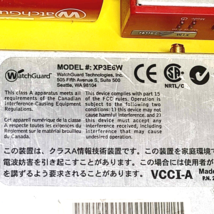 MODEL #: XP3E6W
WatchGuard Technologies, Inc.
505 Fifth AVP S, Suite 500
Seattle, WA 98104
WatchGuard
NRTL/C
This class A apparatus meets all
requirements of the Canadian
Interference-Causing Equipment
Regulations.
Cet appareil numérique de la classe
A respecte toutes les exigences
du Règlement sur le matériel brouilleur
du Canada.
This device complies with part 15
of the FCC Rules. Operation is
subject to two conditions:
1) This device may not cause
harmful interference, and 2)
This device must accept any
interference received, including
interference that may cause
undesired operation.
この装置は、クラスA情報技術装置です。この装置を家庭環境で
電波妨害を引き起こすことがあります。この場合には使用者が
を講ずるよう要求されることがあります。
VCCI-A
Made